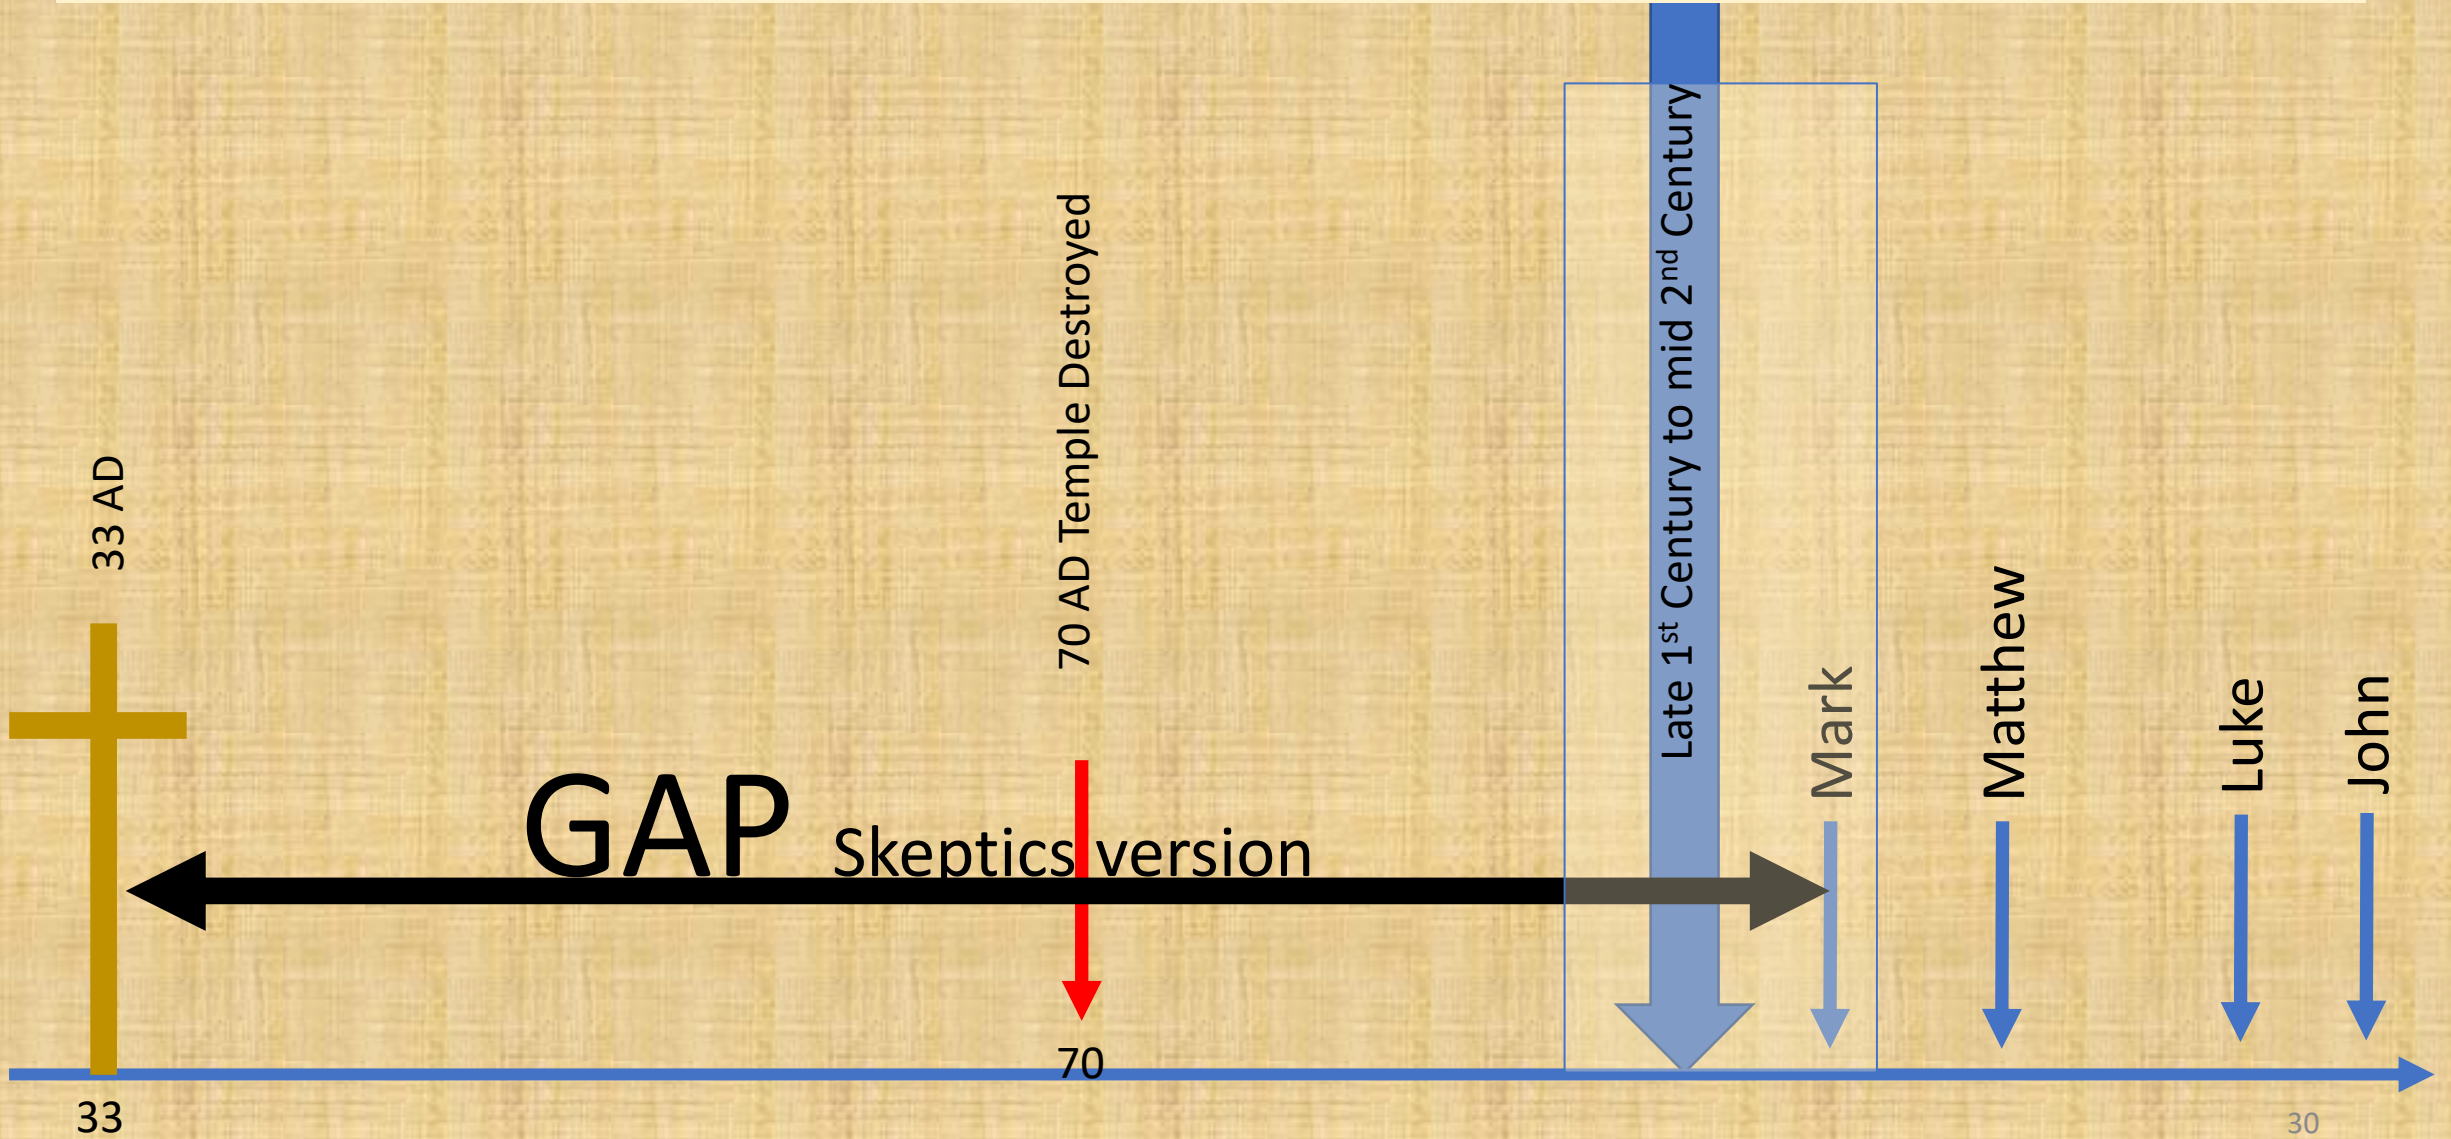 33 AD
70 AD Temple Destroyed
Late 1st Century to mid 2nd Century
Mark
Matthew
Luke
John
GAP Skeptics version
70
33
30